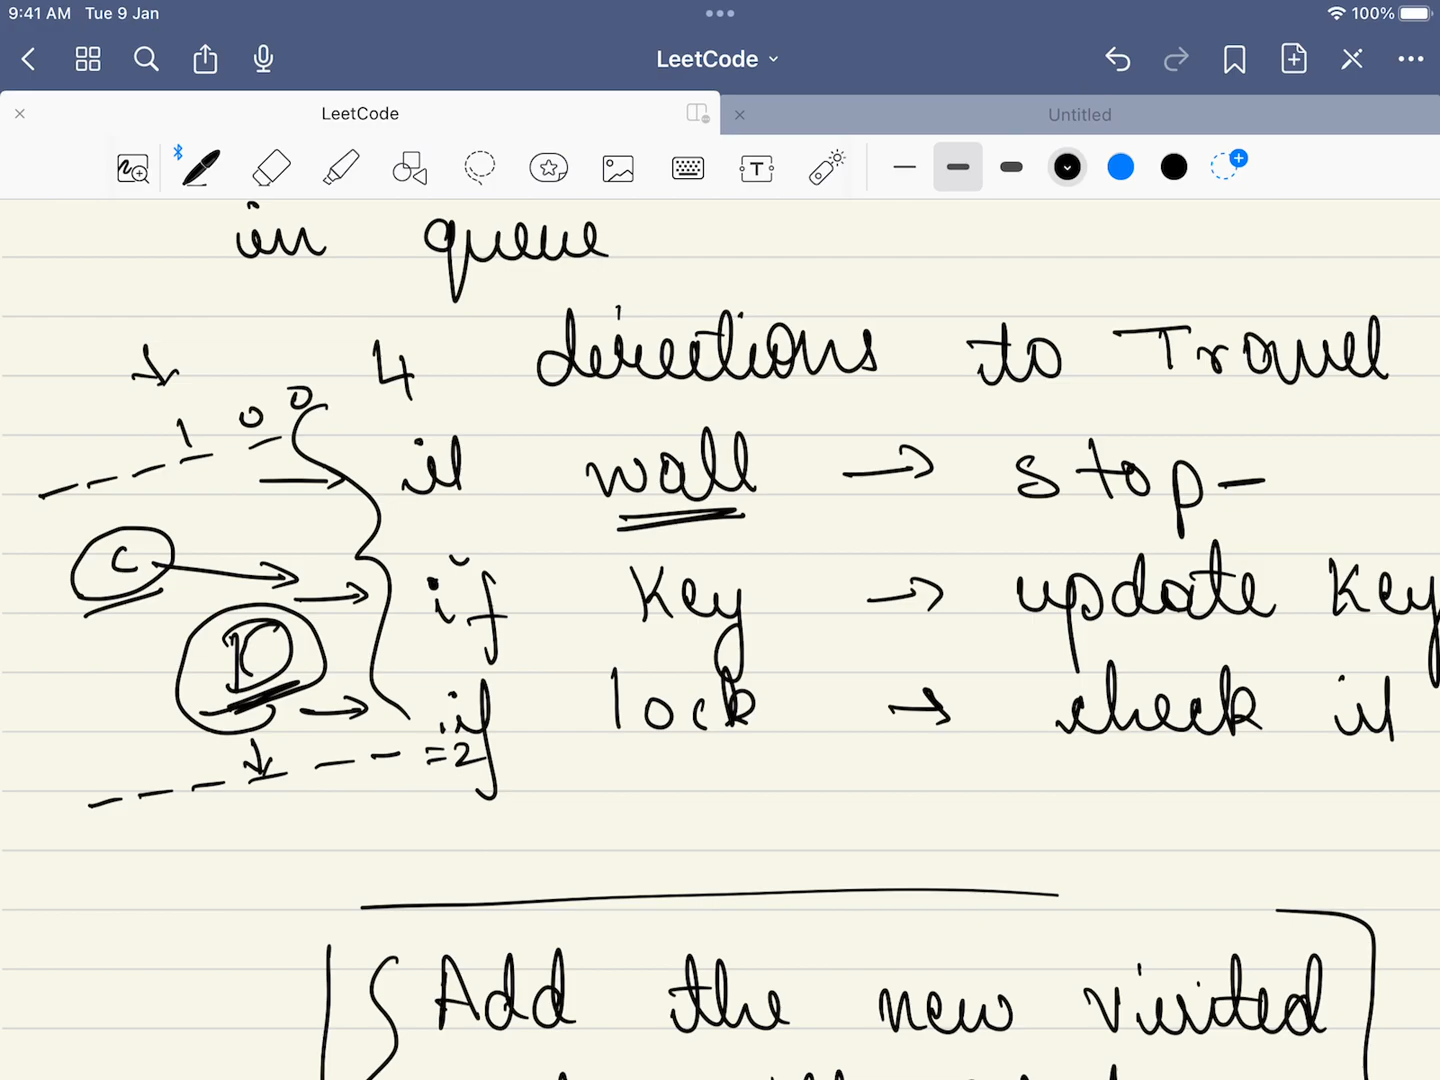 9:41 AM Tue 9 Jan
100%
LeetCode
LeetCode
Untitled
T
in queue
4 directions to Travel
1 0 0
if wall → stop-
C
if Key → update Key
D
if lock → check if
=2
Add the new visited